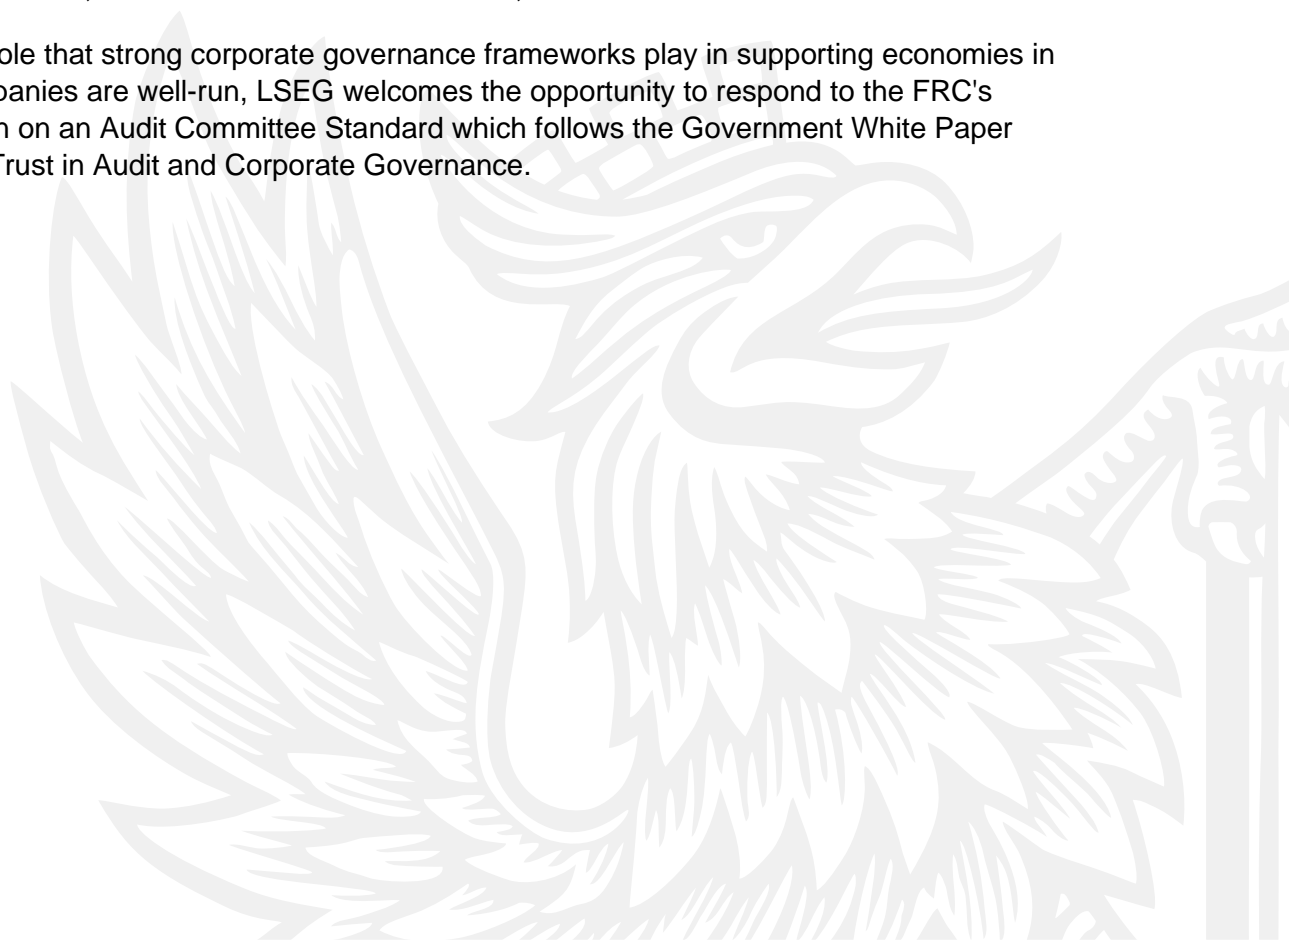 ole that strong corporate governance frameworks play in supporting economies in
panies are well-run, LSEG welcomes the opportunity to respond to the FRC's
n on an Audit Committee Standard which follows the Government White Paper
Trust in Audit and Corporate Governance.